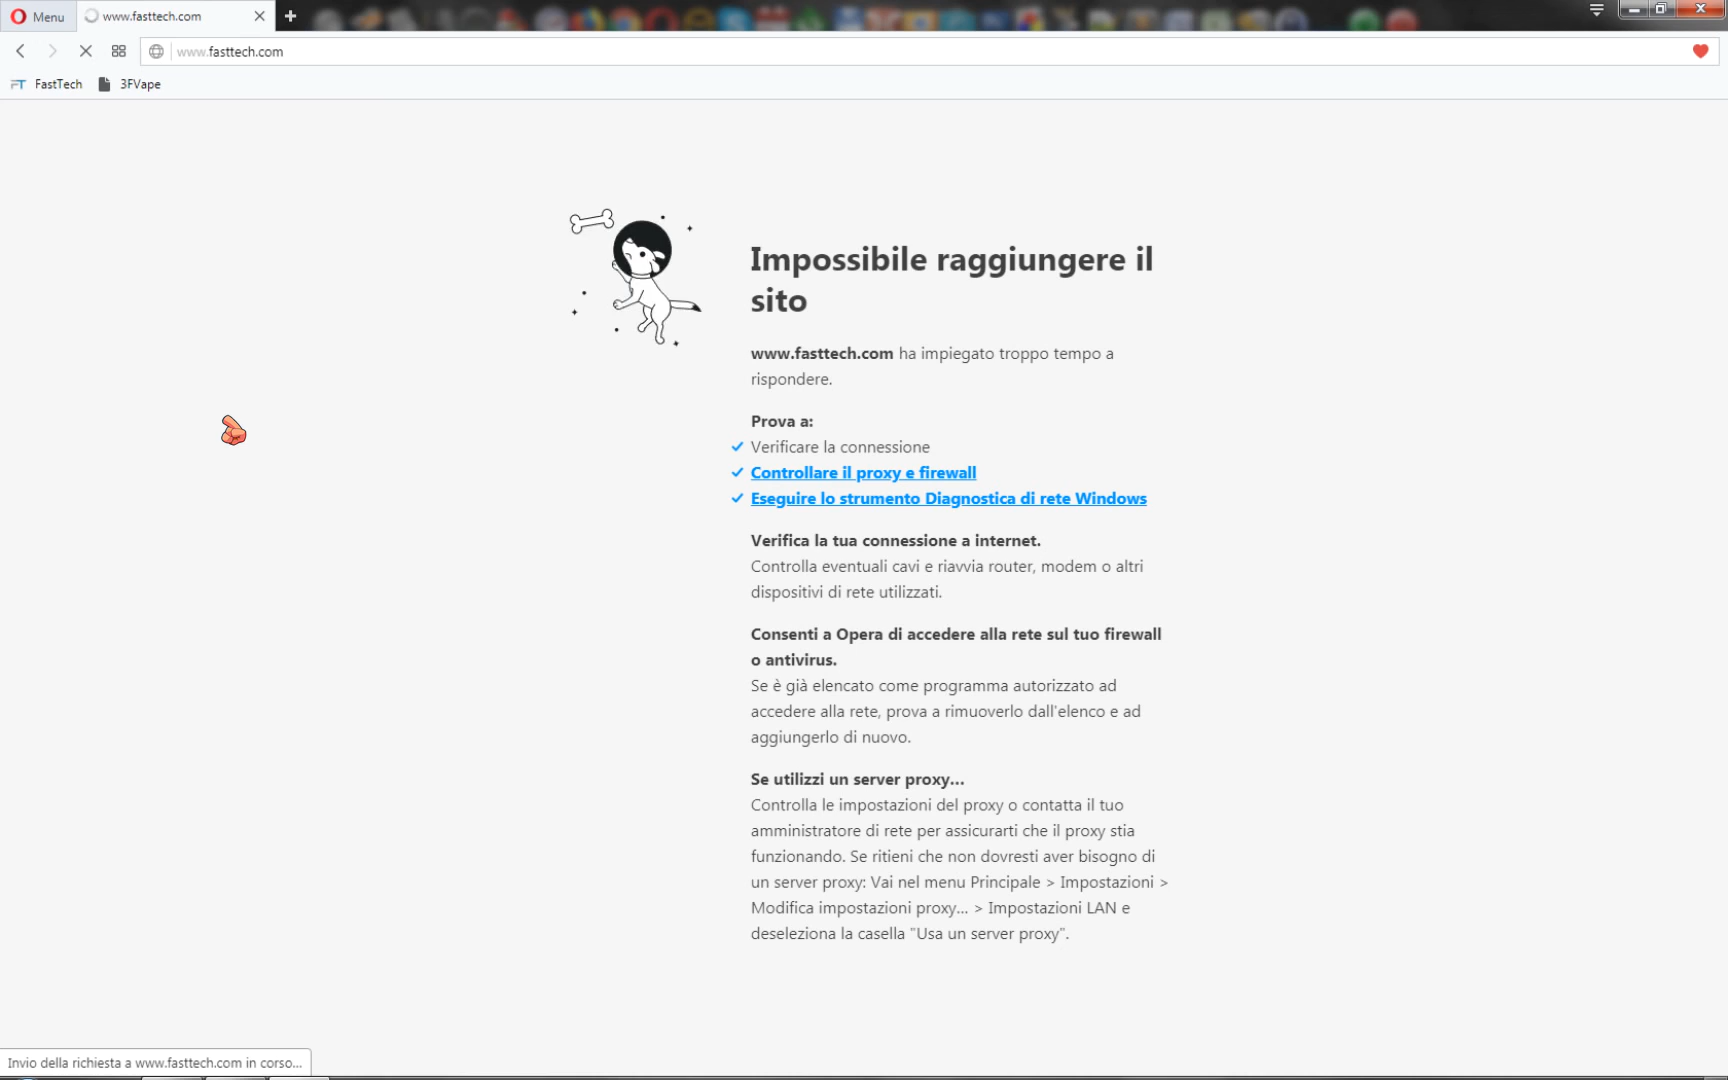 Menu
www.fasttech.com
www.fasttech.com
FT FastTech
3FVape
Impossibile raggiungere il
sito
www.fasttech.com ha impiegato troppo tempo a
rispondere.
Prova a:
Verificare la connessione
Controllare il proxy e firewall
Eseguire lo strumento Diagnostica di rete Windows
Verifica la tua connessione a internet.
Controlla eventuali cavi e riavvia router, modem o altri
dispositivi di rete utilizzati.
Consenti a Opera di accedere alla rete sul tuo firewall
o antivirus.
Se è già elencato come programma autorizzato ad
accedere alla rete, prova a rimuoverlo dall'elenco e ad
aggiungerlo di nuovo.
Se utilizzi un server proxy...
Controlla le impostazioni del proxy o contatta il tuo
amministratore di rete per assicurarti che il proxy stia
funzionando. Se ritieni che non dovresti aver bisogno di
un server proxy: Vai nel menu Principale > Impostazioni >
Modifica impostazioni proxy... > Impostazioni LAN e
deseleziona la casella "Usa un server proxy".
Invio della richiesta a www.fasttech.com in corso...